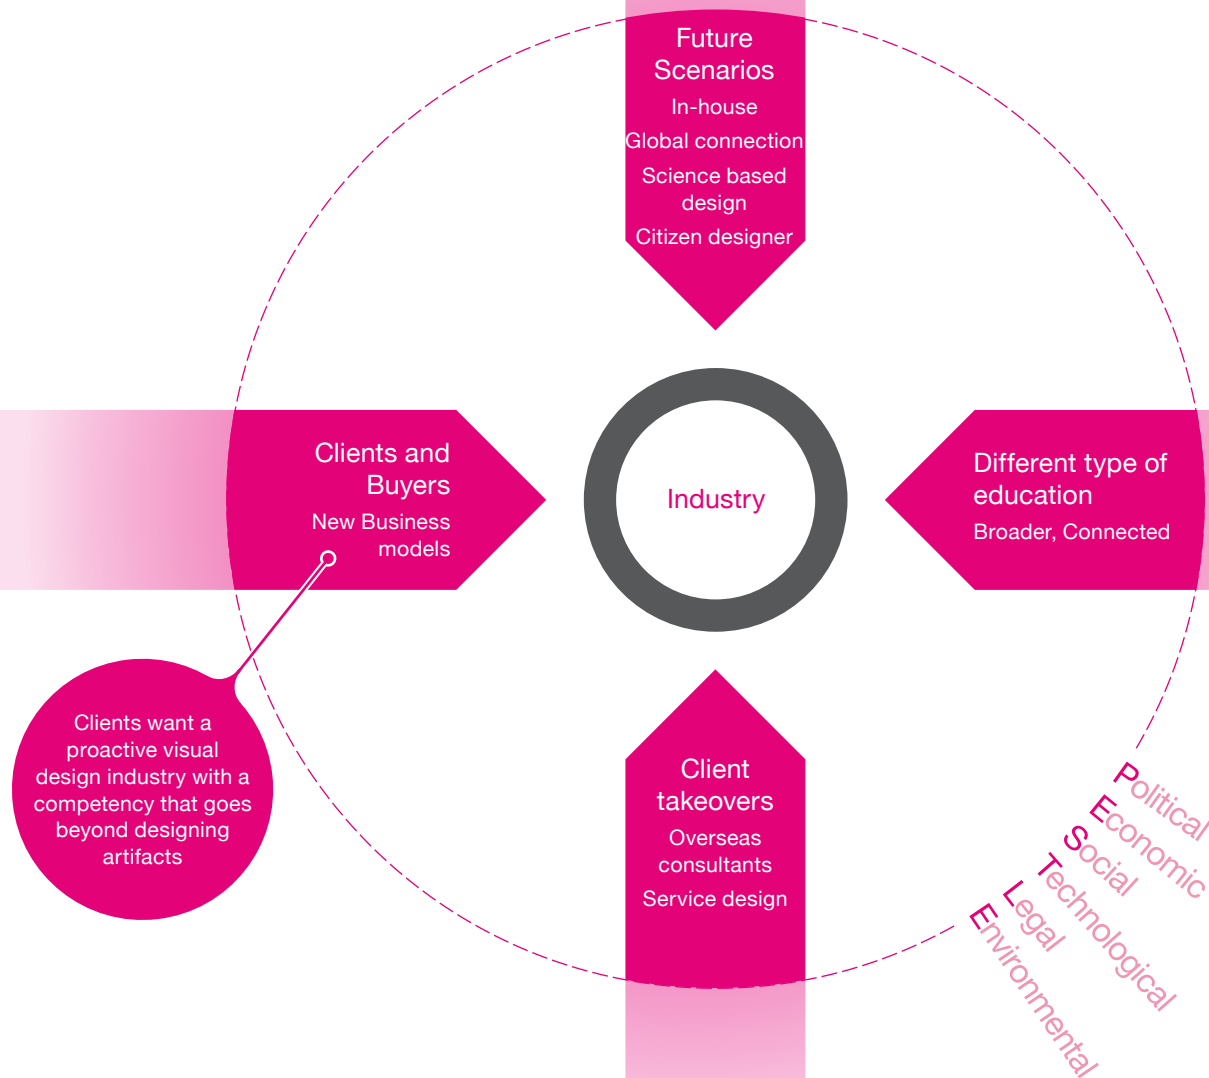 Future
Scenarios
In-house
Global connection
Science based
design
Citizen designer
Clients and
Buyers
New Business
models
Industry
Different type of
education
Broader, Connected
Clients want a
proactive visual
design industry with a
competency that goes
beyond designing
artifacts
Client
takeovers
Overseas
consultants
Service design
Political
Economic
Social
Technological
Legal
Environmental